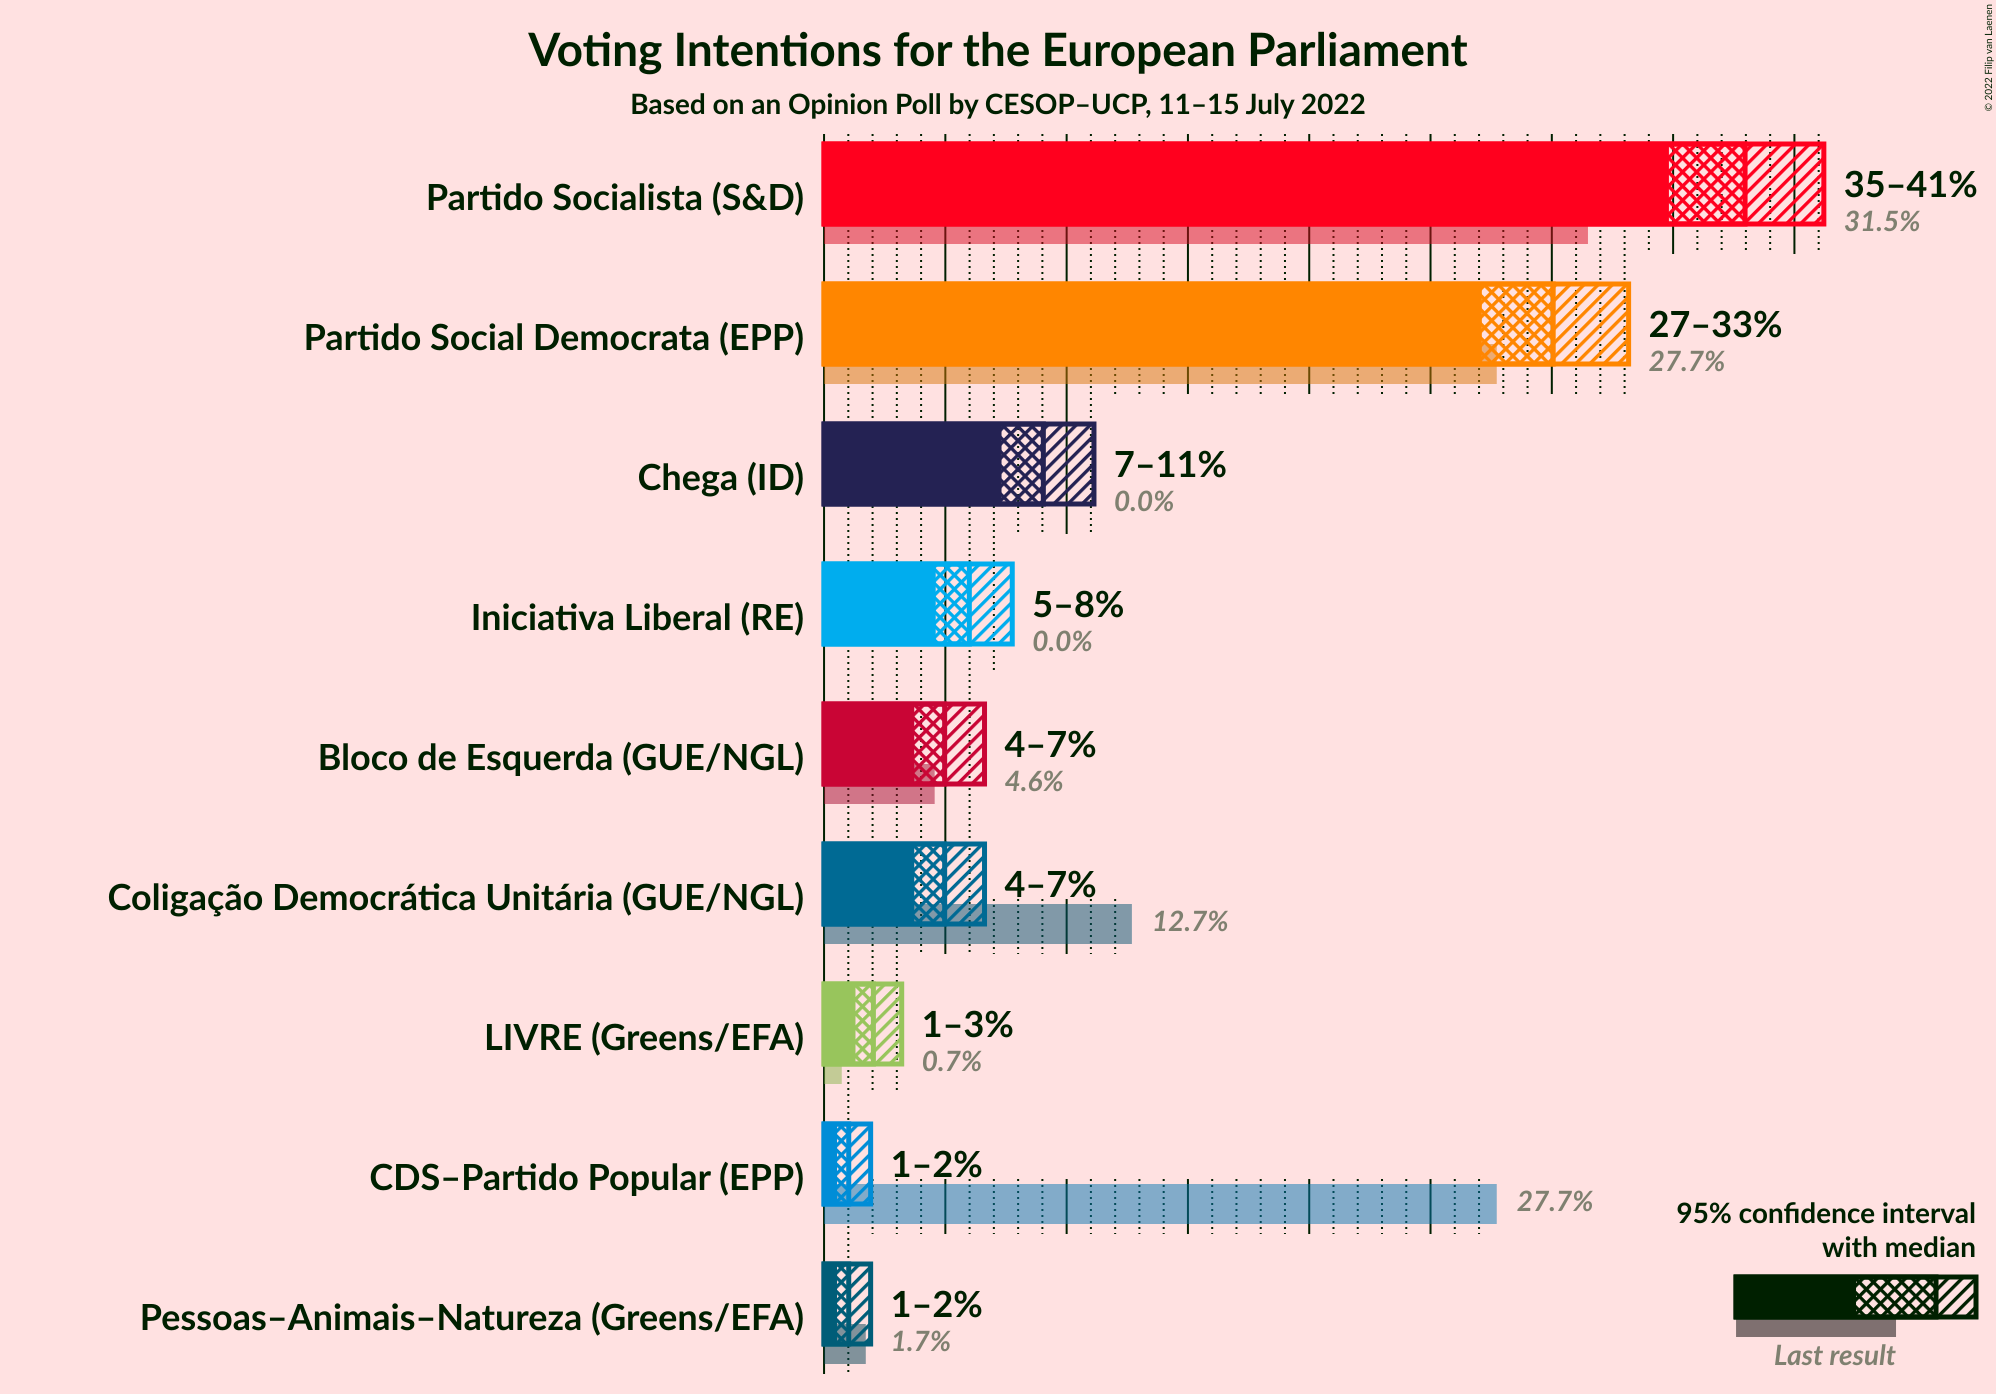 Voting Intentions for the European Parliament
Based on an Opinion Poll by CESOP–UCP, 11–15 July 2022
© 2022 Filip van Laenen
Partido Socialista (S&D)
35–41%
31.5%
Partido Social Democrata (EPP)
27–33%
27.7%
Chega (ID)
7–11%
0.0%
Iniciativa Liberal (RE)
5–8%
0.0%
Bloco de Esquerda (GUE/NGL)
4–7%
4.6%
Coligação Democrática Unitária (GUE/NGL)
4–7%
12.7%
LIVRE (Greens/EFA)
1–3%
0.7%
CDS–Partido Popular (EPP)
1–2%
27.7%
Pessoas–Animais–Natureza (Greens/EFA)
1–2%
1.7%
95% confidence interval
with median
Last result